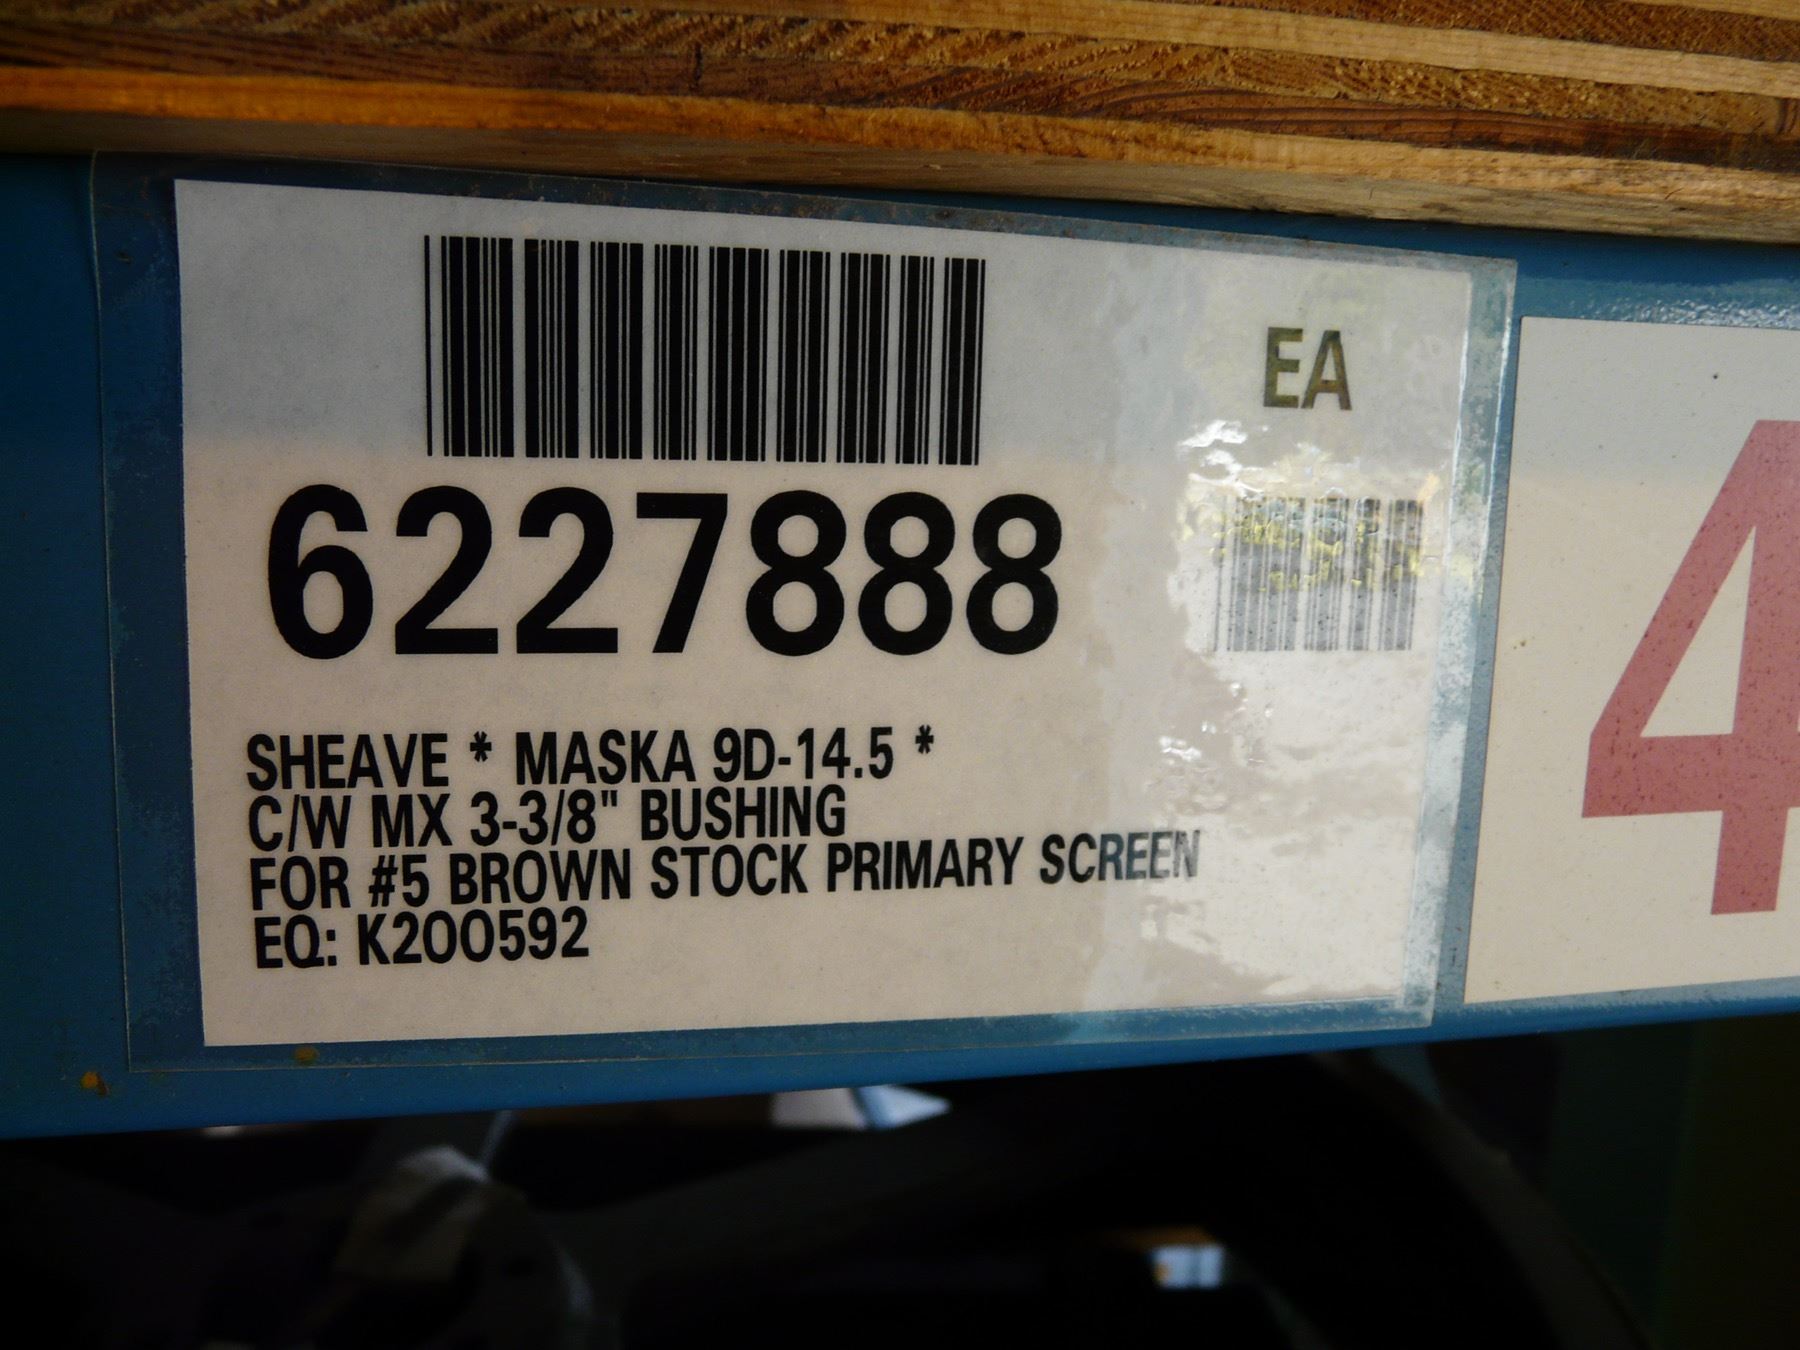 EA
6227888
4
SHEAVE * MASKA 9D-14.5 *
C/W MX 3-3/8" BUSHING
FOR #5 BROWN STOCK PRIMARY SCREEN
EQ: K200592